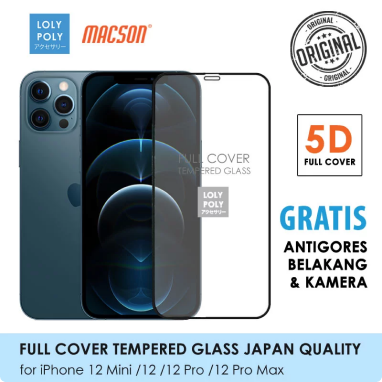 LOLY
POLY
アクセサリー
MACSON®
ORIGINAL
ORIGINAL
ORIGINAL
5D
FULL COVER
FULL COVER
TEMPERED GLASS
LOLY
POLY
アクセサリー
GRATIS
ANTIGORES
BELAKANG
& KAMERA
FULL COVER TEMPERED GLASS JAPAN QUALITY
for iPhone 12 Mini /12 /12 Pro /12 Pro Max